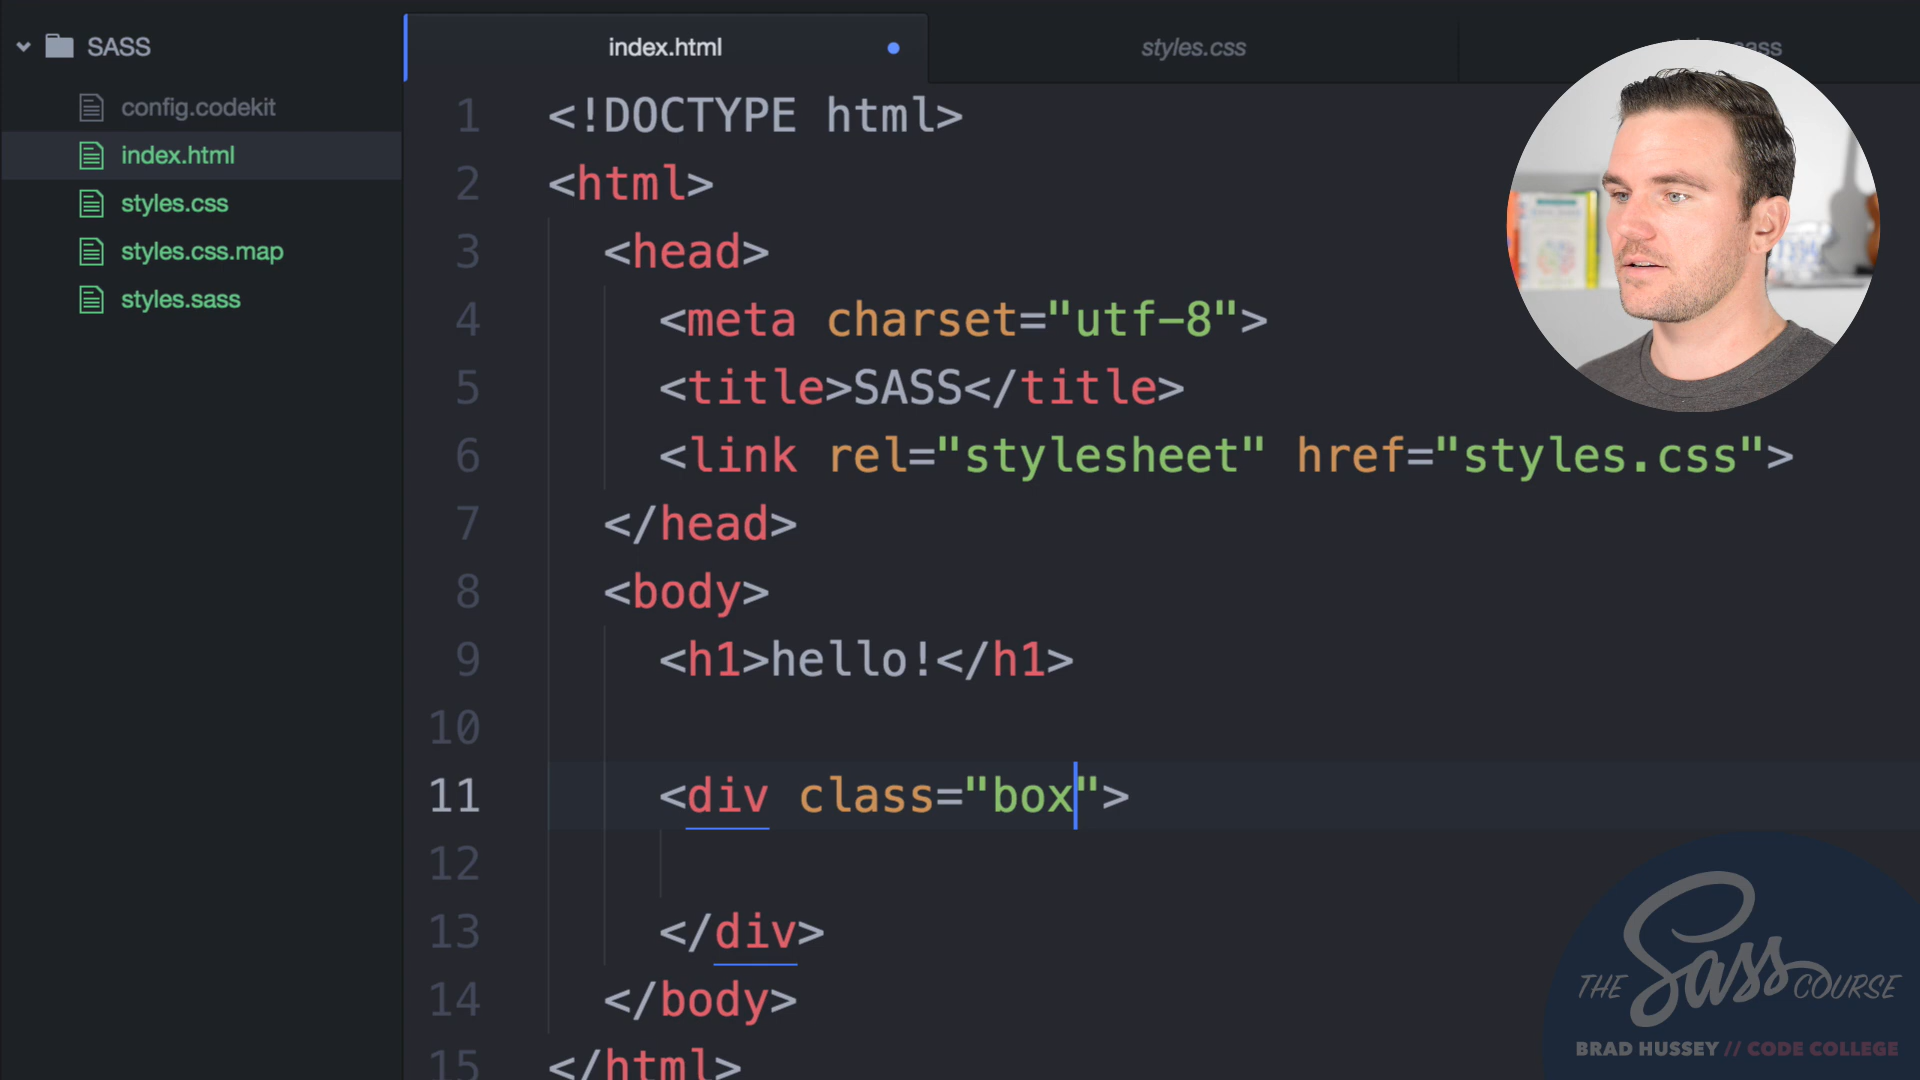 SASS
config.codekit
index.html
styles.css
styles.css.map
styles.sass
index.html
styles.css
sass
1 <!DOCTYPE html>
2 <html>
3 <head>
4 <meta charset="utf-8">
5 <title>SASS</title>
6 <link rel="stylesheet" href="styles.css">
7 </head>
8 <body>
9 <h1>hello!</h1>
10
11 <div class="box">
12
13 </div>
14 </body>
15 </html>
THE Sass COURSE
BRAD HUSSEY // CODE COLLEGE